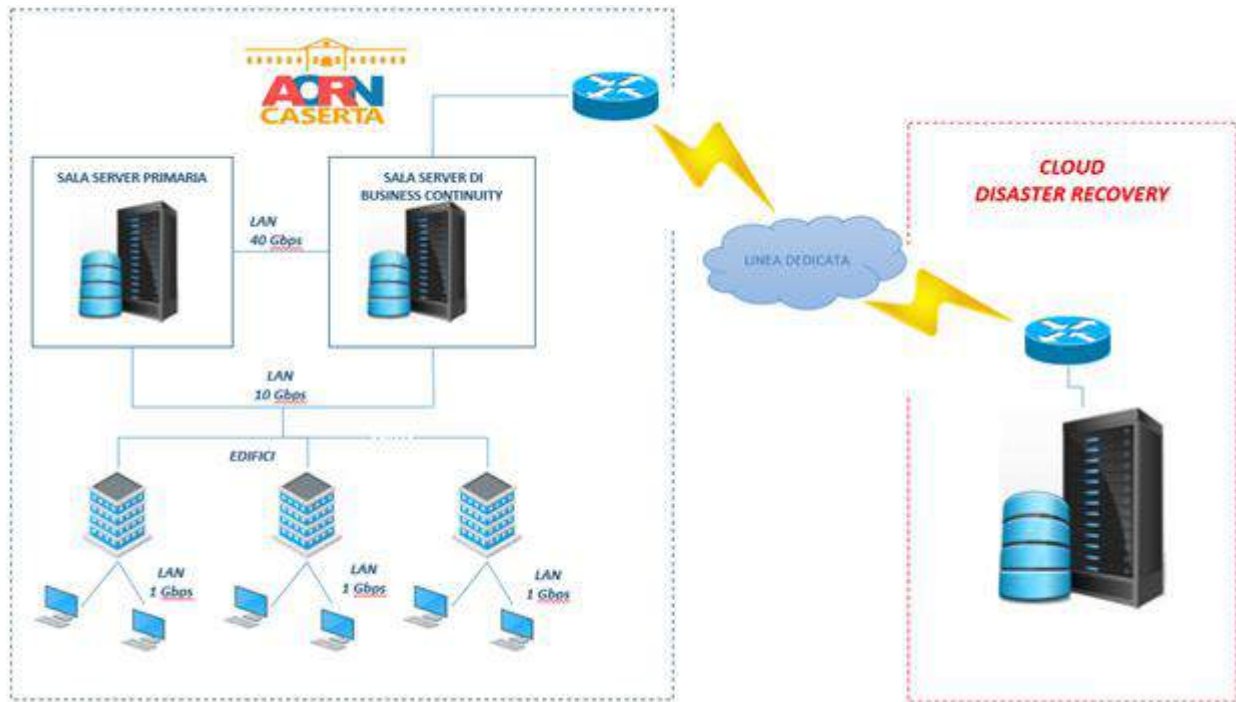 AORN
CASERTA
SALA SERVER PRIMARIA
SALA SERVER DI
BUSINESS CONTINUITY
LAN
40 Gbps
LAN
10 Gbps
EDIFICI
LAN
1 Gbps
LAN
1 Gbps
LAN
1 Gbps
LINEA DEDICATA
CLOUD
DISASTER RECOVERY